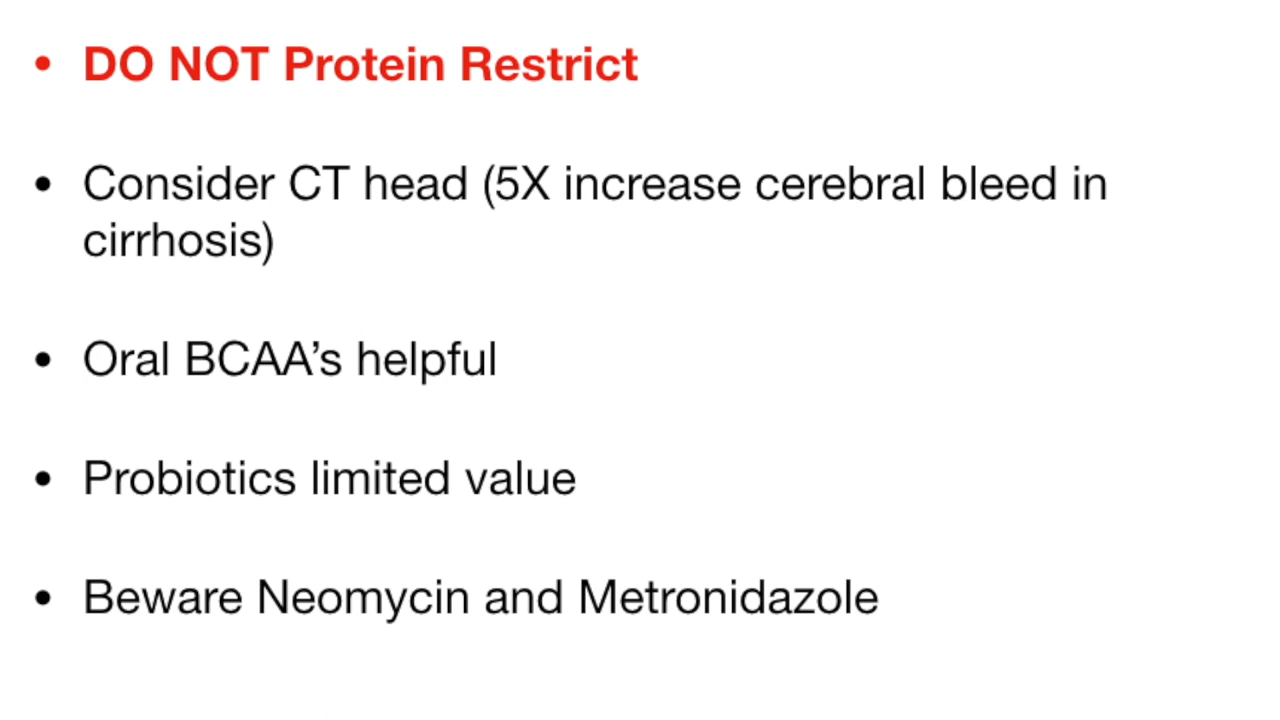 • DO NOT Protein Restrict
• Consider CT head (5X increase cerebral bleed in
cirrhosis)
• Oral BCAA’s helpful
• Probiotics limited value
• Beware Neomycin and Metronidazole